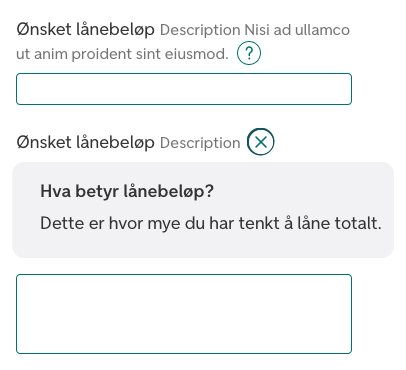 Ønsket lånebeløp Description Nisi ad ullamco
ut anim proident sint eiusmod. ?
Ønsket lånebeløp Description
Hva betyr lånebeløp?
Dette er hvor mye du har tenkt å låne totalt.